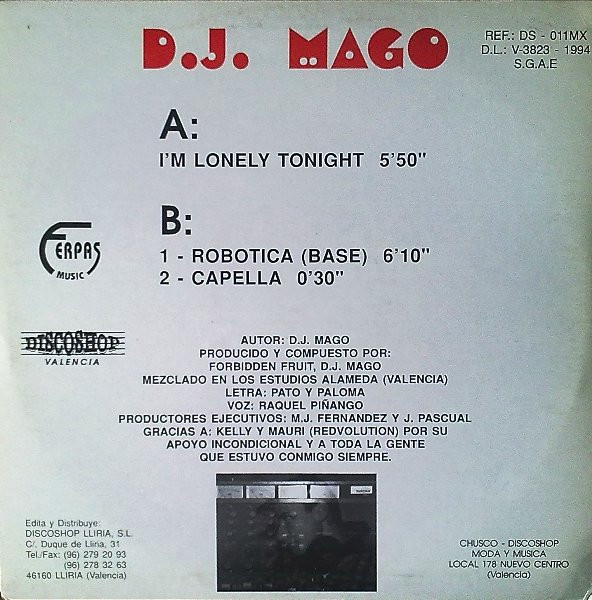 D.J. MAGO
REF.: DS - 011MX
D.L.: V-3823 - 1994
S.G.A.E
A:
I'M LONELY TONIGHT 5'50"
B:
1 - ROBOTICA (BASE) 6'10"
2 - CAPELLA 0'30"
FERPAS
MUSIC
DISCOSHOP
VALENCIA
AUTOR: D.J. MAGO
PRODUCIDO Y COMPUESTO POR:
FORBIDDEN FRUIT, D.J. MAGO
MEZCLADO EN LOS ESTUDIOS ALAMEDA (VALENCIA)
LETRA: PATO Y PALOMA
VOZ: RAQUEL PIÑANGO
PRODUCTORES EJECUTIVOS: M.J. FERNANDEZ Y J. PASCUAL
GRACIAS A: KELLY Y MAURI (REDVOLUTION) POR SU
APOYO INCONDICIONAL Y A TODA LA GENTE
QUE ESTUVO CONMIGO SIEMPRE.
Edita y Distribuye:
DISCOSHOP LLIRIA, S.L.
C/. Duque de Lliria, 31
Tel./Fax: (96) 279 20 93
(96) 278 32 63
46160 LLIRIA (Valencia)
CHUSCO - DISCOSHOP
MODA Y MUSICA
LOCAL 178 NUEVO CENTRO
(Valencia)